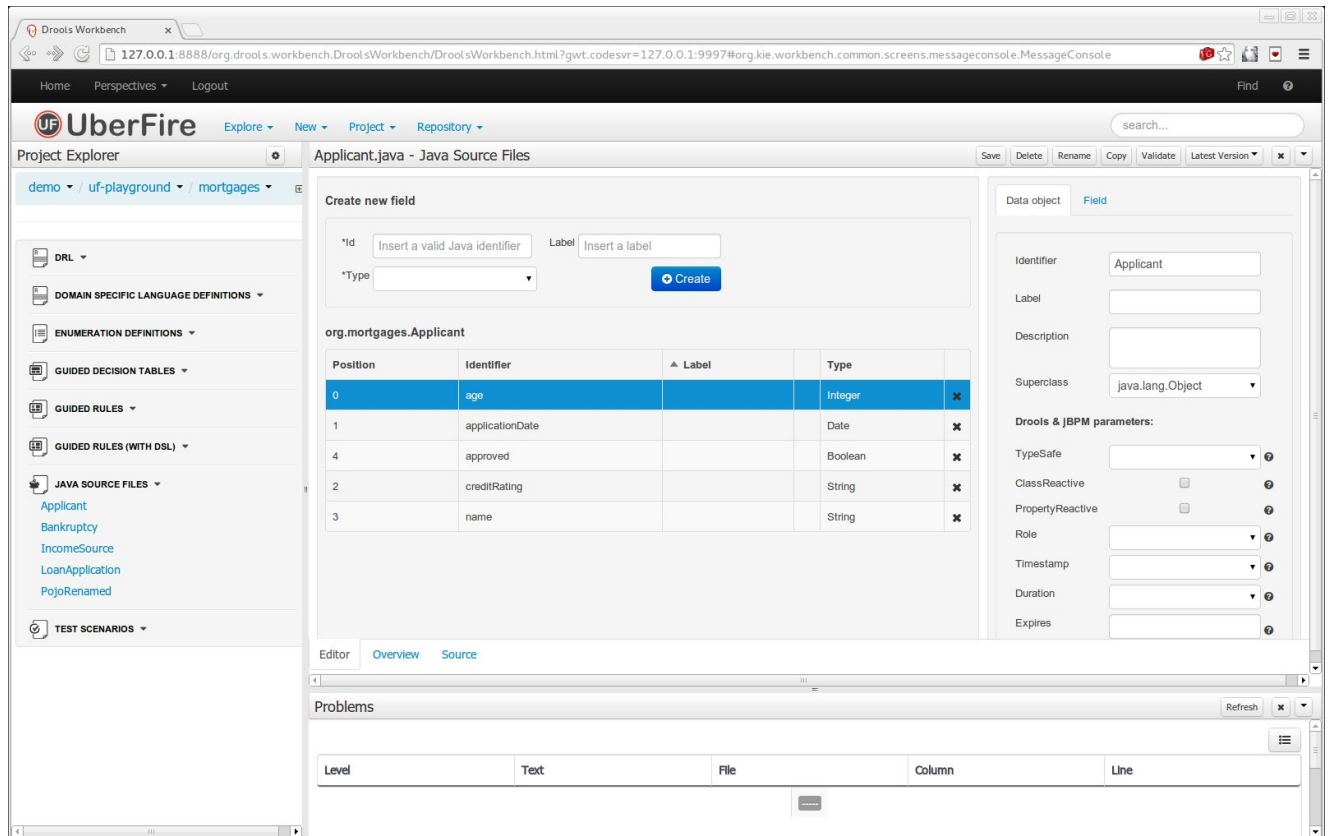 Drools Workbench
127.0.0.1:8888/org.drools.workbench.DroolsWorkbench/DroolsWorkbench.html?gwt.codesvr=127.0.0.1:9997#org.kie.workbench.common.screens.messageconsole.MessageConsole
Home Perspectives Logout Find
UF UberFire Explore New Project Repository search...
Project Explorer
demo / uf-playground / mortgages
DRL
DOMAIN SPECIFIC LANGUAGE DEFINITIONS
ENUMERATION DEFINITIONS
GUIDED DECISION TABLES
GUIDED RULES
GUIDED RULES (WITH DSL)
JAVA SOURCE FILES
Applicant
Bankruptcy
IncomeSource
LoanApplication
PojoRenamed
TEST SCENARIOS
Applicant.java - Java Source Files Save Delete Rename Copy Validate Latest Version
Create new field
*Id Insert a valid Java identifier Label Insert a label
*Type Create
org.mortgages.Applicant
Position Identifier Label Type
0 age Integer
1 applicationDate Date
4 approved Boolean
2 creditRating String
3 name String
Data object Field
Identifier Applicant
Label
Description
Superclass java.lang.Object
Drools & jBPM parameters:
TypeSafe
ClassReactive
PropertyReactive
Role
Timestamp
Duration
Expires
Editor Overview Source
Problems Refresh
Level Text File Column Line